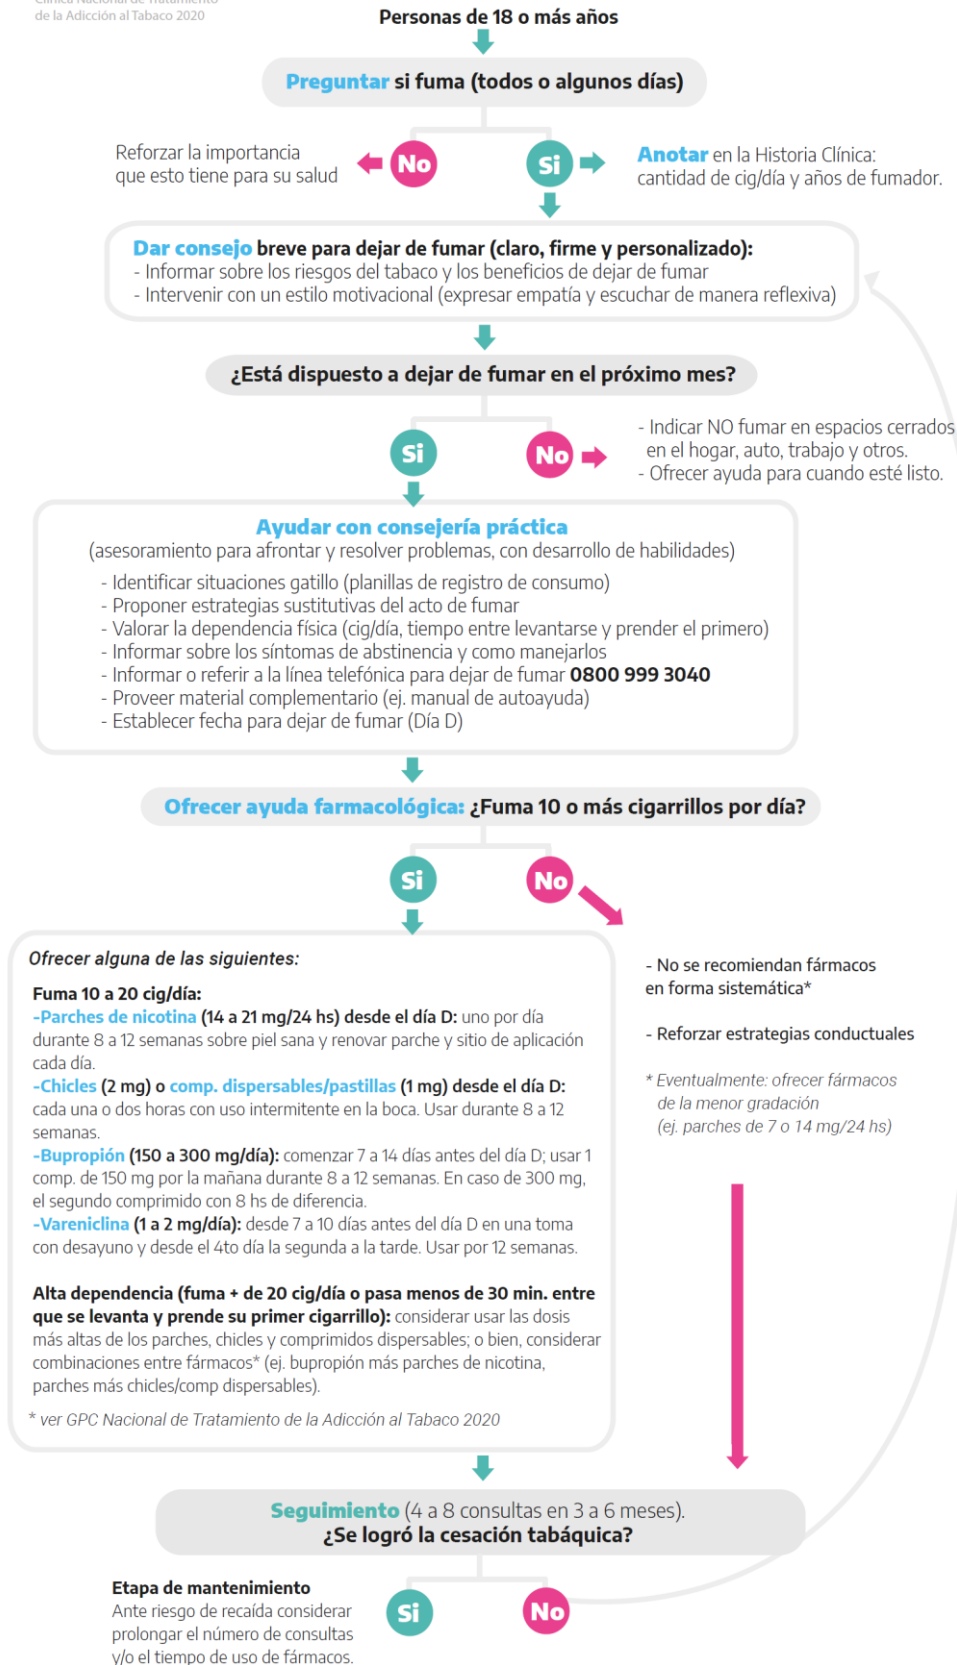 Clínica Nacional de Tratamiento
de la Adicción al Tabaco 2020
Personas de 18 o más años
Preguntar si fuma (todos o algunos días)
No
Reforzar la importancia
que esto tiene para su salud
Si
Anotar en la Historia Clínica:
cantidad de cig/día y años de fumador.
Dar consejo breve para dejar de fumar (claro, firme y personalizado):
- Informar sobre los riesgos del tabaco y los beneficios de dejar de fumar
- Intervenir con un estilo motivacional (expresar empatía y escuchar de manera reflexiva)
¿Está dispuesto a dejar de fumar en el próximo mes?
Si
No
- Indicar NO fumar en espacios cerrados
en el hogar, auto, trabajo y otros.
- Ofrecer ayuda para cuando esté listo.
Ayudar con consejería práctica
(asesoramiento para afrontar y resolver problemas, con desarrollo de habilidades)
- Identificar situaciones gatillo (planillas de registro de consumo)
- Proponer estrategias sustitutivas del acto de fumar
- Valorar la dependencia física (cig/día, tiempo entre levantarse y prender el primero)
- Informar sobre los síntomas de abstinencia y como manejarlos
- Informar o referir a la línea telefónica para dejar de fumar 0800 999 3040
- Proveer material complementario (ej. manual de autoayuda)
- Establecer fecha para dejar de fumar (Día D)
Ofrecer ayuda farmacológica: ¿Fuma 10 o más cigarrillos por día?
Si
No
Ofrecer alguna de las siguientes:
Fuma 10 a 20 cig/día:
-Parches de nicotina (14 a 21 mg/24 hs) desde el día D: uno por día
durante 8 a 12 semanas sobre piel sana y renovar parche y sitio de aplicación
cada día.
-Chicles (2 mg) o comp. dispersables/pastillas (1 mg) desde el día D:
cada una o dos horas con uso intermitente en la boca. Usar durante 8 a 12
semanas.
-Bupropión (150 a 300 mg/día): comenzar 7 a 14 días antes del día D; usar 1
comp. de 150 mg por la mañana durante 8 a 12 semanas. En caso de 300 mg,
el segundo comprimido con 8 hs de diferencia.
-Vareniclina (1 a 2 mg/día): desde 7 a 10 días antes del día D en una toma
con desayuno y desde el 4to día la segunda a la tarde. Usar por 12 semanas.
Alta dependencia (fuma + de 20 cig/día o pasa menos de 30 min. entre
que se levanta y prende su primer cigarrillo): considerar usar las dosis
más altas de los parches, chicles y comprimidos dispersables; o bien, considerar
combinaciones entre fármacos* (ej. bupropión más parches de nicotina,
parches más chicles/comp dispersables).
* ver GPC Nacional de Tratamiento de la Adicción al Tabaco 2020
- No se recomiendan fármacos
en forma sistemática*
- Reforzar estrategias conductuales
* Eventualmente: ofrecer fármacos
de la menor gradación
(ej. parches de 7 o 14 mg/24 hs)
Seguimiento (4 a 8 consultas en 3 a 6 meses).
¿Se logró la cesación tabáquica?
Si
No
Etapa de mantenimiento
Ante riesgo de recaída considerar
prolongar el número de consultas
y/o el tiempo de uso de fármacos.